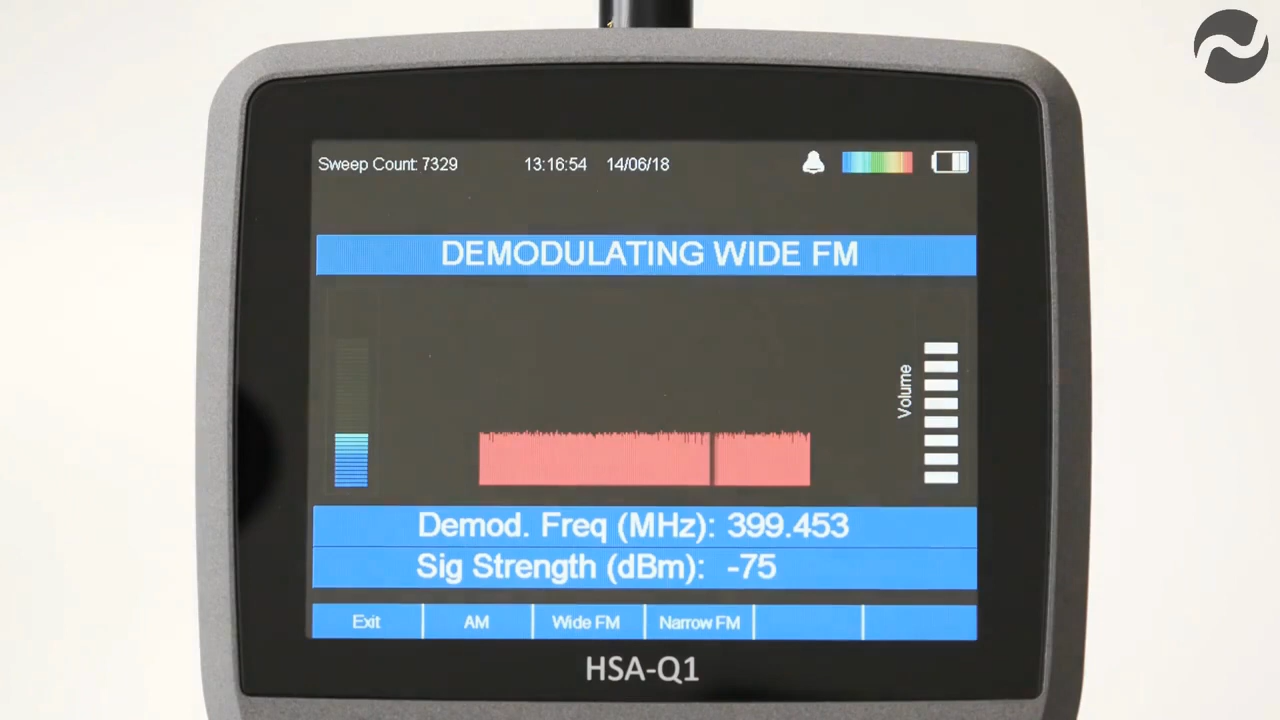 Sweep Count: 7329 13:16:54 14/06/18
DEMODULATING WIDE FM
Volume
Demod. Freq (MHz): 399.453
Sig Strength (dBm): -75
Exit AM Wide FM Narrow FM
HSA-Q1